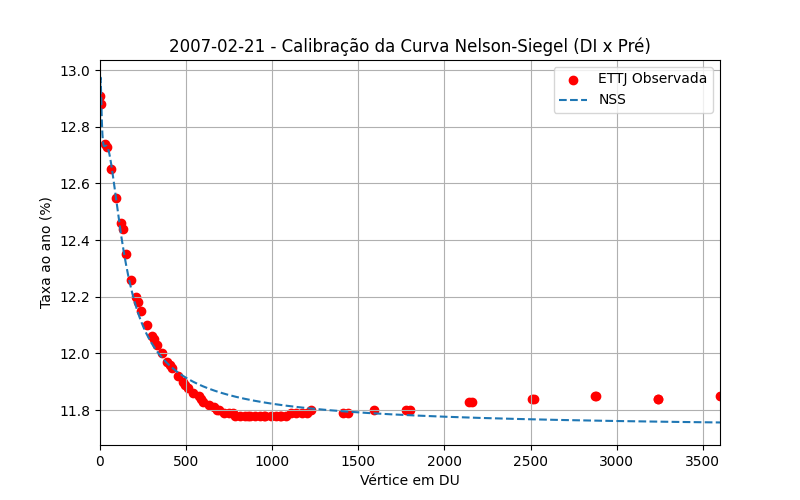 2007-02-21 - Calibração da Curva Nelson-Siegel (DI x Pré)
ETTJ Observada
NSS
Taxa ao ano (%)
13.0
12.8
12.6
12.4
12.2
12.0
11.8
0 500 1000 1500 2000 2500 3000 3500
Vértice em DU